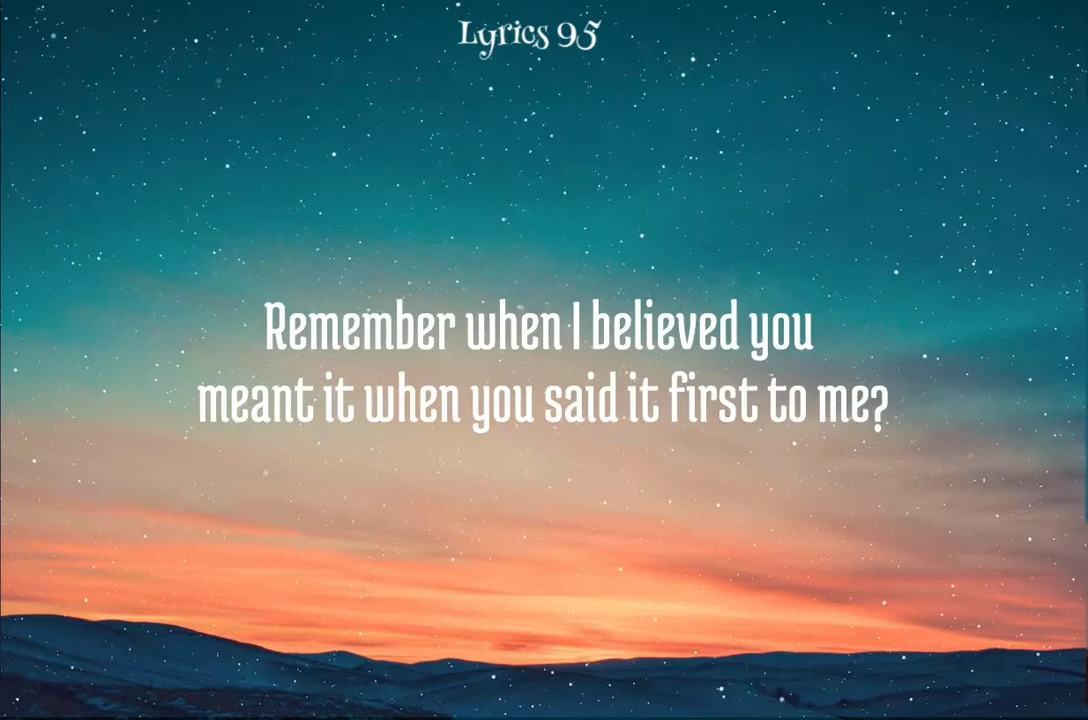 Lyrics 95
Remember when I believed you
meant it when you said it first to me?